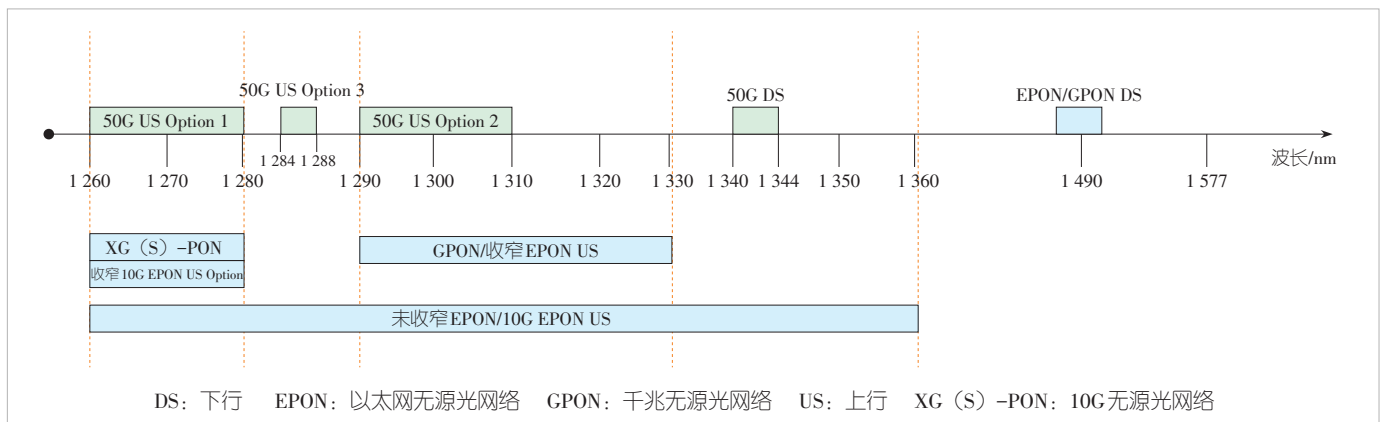 50G US Option 3
50G DS
EPON/GPON DS
50G US Option 1
50G US Option 2
1 284
1 288
波长/nm
1 260
1 270
1 280
1 290
1 300
1 310
1 320
1 330
1 340
1 344
1 350
1 360
1 490
1 577
XG（S）-PON
GPON/收窄EPON US
收窄10G EPON US Option
未收窄EPON/10G EPON US
DS：下行 EPON：以太网无源光网络 GPON：千兆无源光网络 US：上行 XG（S）-PON：10G无源光网络